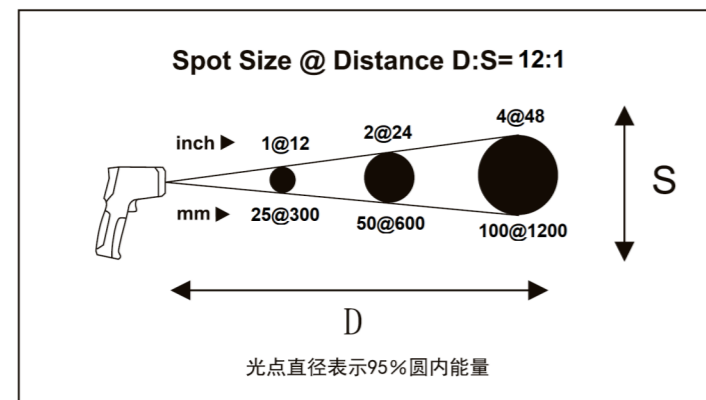 Spot Size @ Distance D:S= 12:1
inch ▶ 1@12 2@24 4@48
S
mm ▶ 25@300 50@600 100@1200
D
光点直径表示95%圆内能量